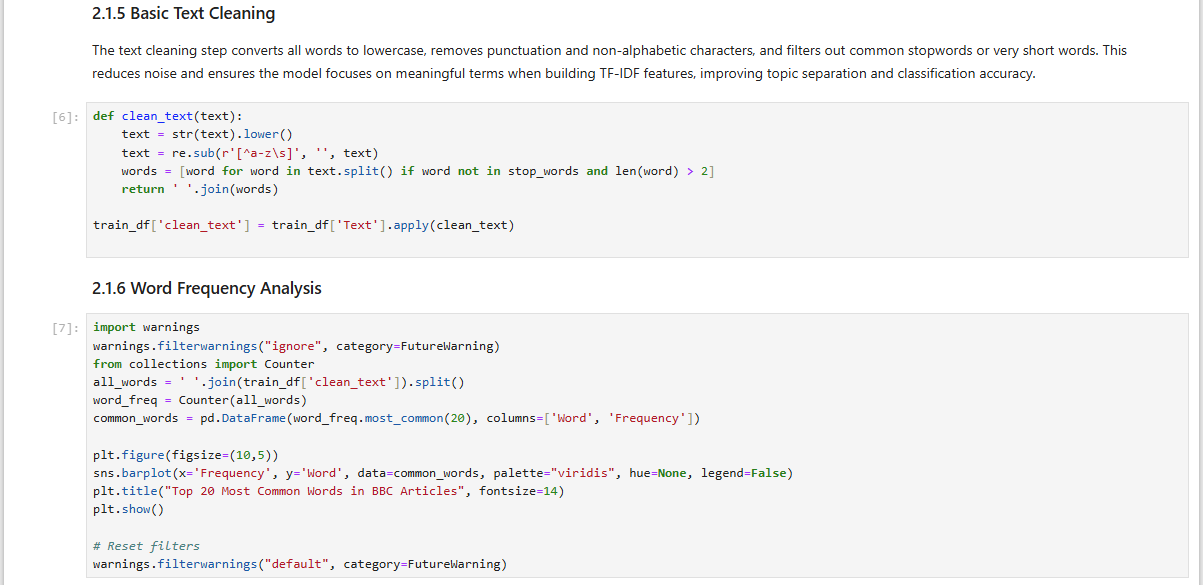 2.1.5 Basic Text Cleaning
The text cleaning step converts all words to lowercase, removes punctuation and non-alphabetic characters, and filters out common stopwords or very short words. This
reduces noise and ensures the model focuses on meaningful terms when building TF-IDF features, improving topic separation and classification accuracy.
[6]:
def clean_text(text):
    text = str(text).lower()
    text = re.sub(r'[^a-z\s]', '', text)
    words = [word for word in text.split() if word not in stop_words and len(word) > 2]
    return ' '.join(words)

train_df['clean_text'] = train_df['Text'].apply(clean_text)
2.1.6 Word Frequency Analysis
[7]:
import warnings
warnings.filterwarnings("ignore", category=FutureWarning)
from collections import Counter
all_words = ' '.join(train_df['clean_text']).split()
word_freq = Counter(all_words)
common_words = pd.DataFrame(word_freq.most_common(20), columns=['Word', 'Frequency'])

plt.figure(figsize=(10,5))
sns.barplot(x='Frequency', y='Word', data=common_words, palette="viridis", hue=None, legend=False)
plt.title("Top 20 Most Common Words in BBC Articles", fontsize=14)
plt.show()

# Reset filters
warnings.filterwarnings("default", category=FutureWarning)